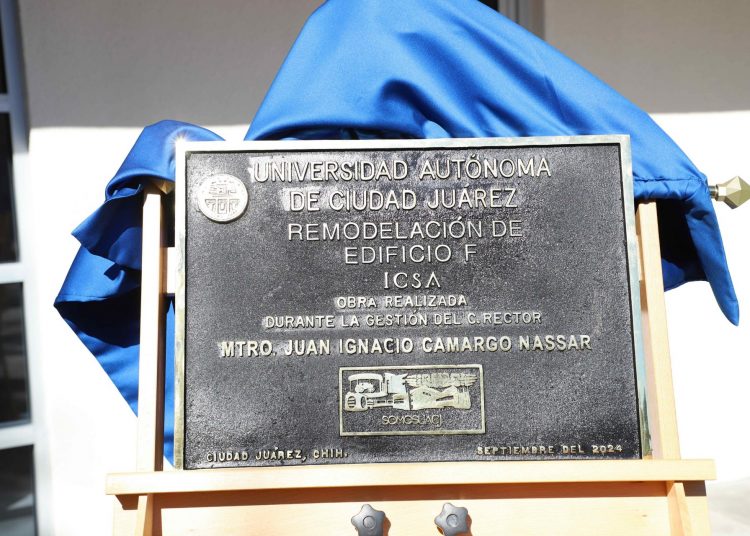 UNIVERSIDAD AUTÓNOMA
DE CIUDAD JUÁREZ
REMODELACIÓN DE
EDIFICIO F
ICSA
OBRA REALIZADA
DURANTE LA GESTIÓN DEL C.RECTOR
MTRO. JUAN IGNACIO CAMARGO NASSAR
SOMOSUACJ
CIUDAD JUÁREZ, CHIH.
SEPTIEMBRE DEL 2024